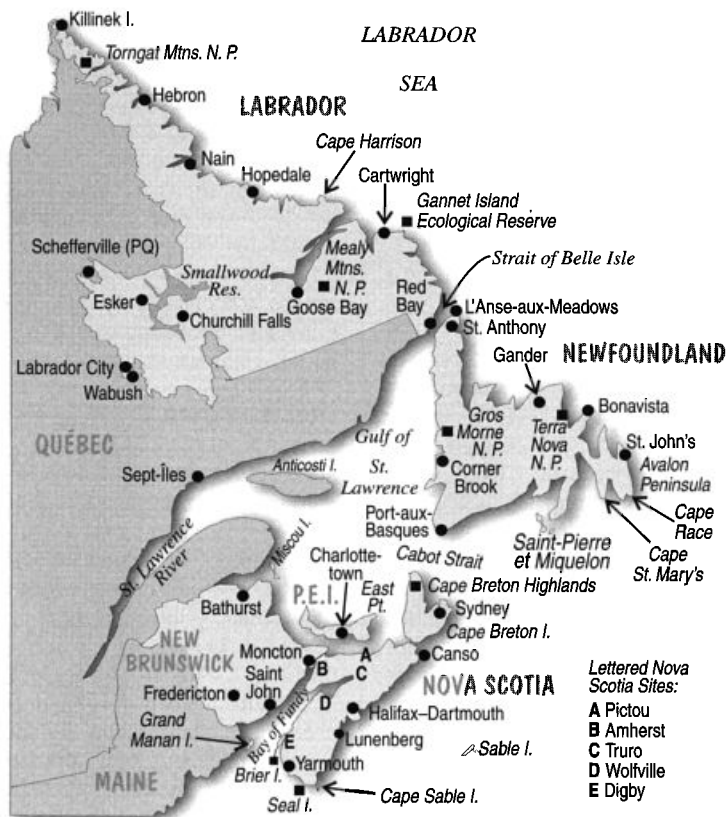 Killinek I.
LABRADOR
SEA
Torngat Mtns. N. P.
Hebron
LABRADOR
Cape Harrison
Nain
Hopedale
Cartwright
Gannet Island
Ecological Reserve
Schefferville (PQ)
Smallwood
Res.
Mealy
Mtns.
N. P.
Strait of Belle Isle
Esker
Goose Bay
Red
Bay
L'Anse-aux-Meadows
Churchill Falls
St. Anthony
Gander
NEWFOUNDLAND
Labrador City
Wabush
Bonavista
QUÉBEC
Gulf of
St.
Lawrence
Gros
Morne
N. P.
Terra
Nova
N. P.
St. John's
Avalon
Peninsula
Sept-Îles
Anticosti I.
Corner
Brook
Port-aux-
Basques
Cape
Race
Saint-Pierre
et Miquelon
Cape
St. Mary's
St. Lawrence
River
Miscou I.
Cabot Strait
Charlotte-
town
P.E.I.
East
Pt.
Cape Breton Highlands
Bathurst
Sydney
Cape Breton I.
NEW
BRUNSWICK
Moncton
A
B
C
Canso
Saint
John
Fredericton
D
NOVA SCOTIA
Grand
Manan I.
Bay of Fundy
Halifax–Dartmouth
E
Lunenberg
Sable I.
MAINE
Brier I.
Yarmouth
Seal I.
Cape Sable I.
Lettered Nova
Scotia Sites:
A Pictou
B Amherst
C Truro
D Wolfville
E Digby